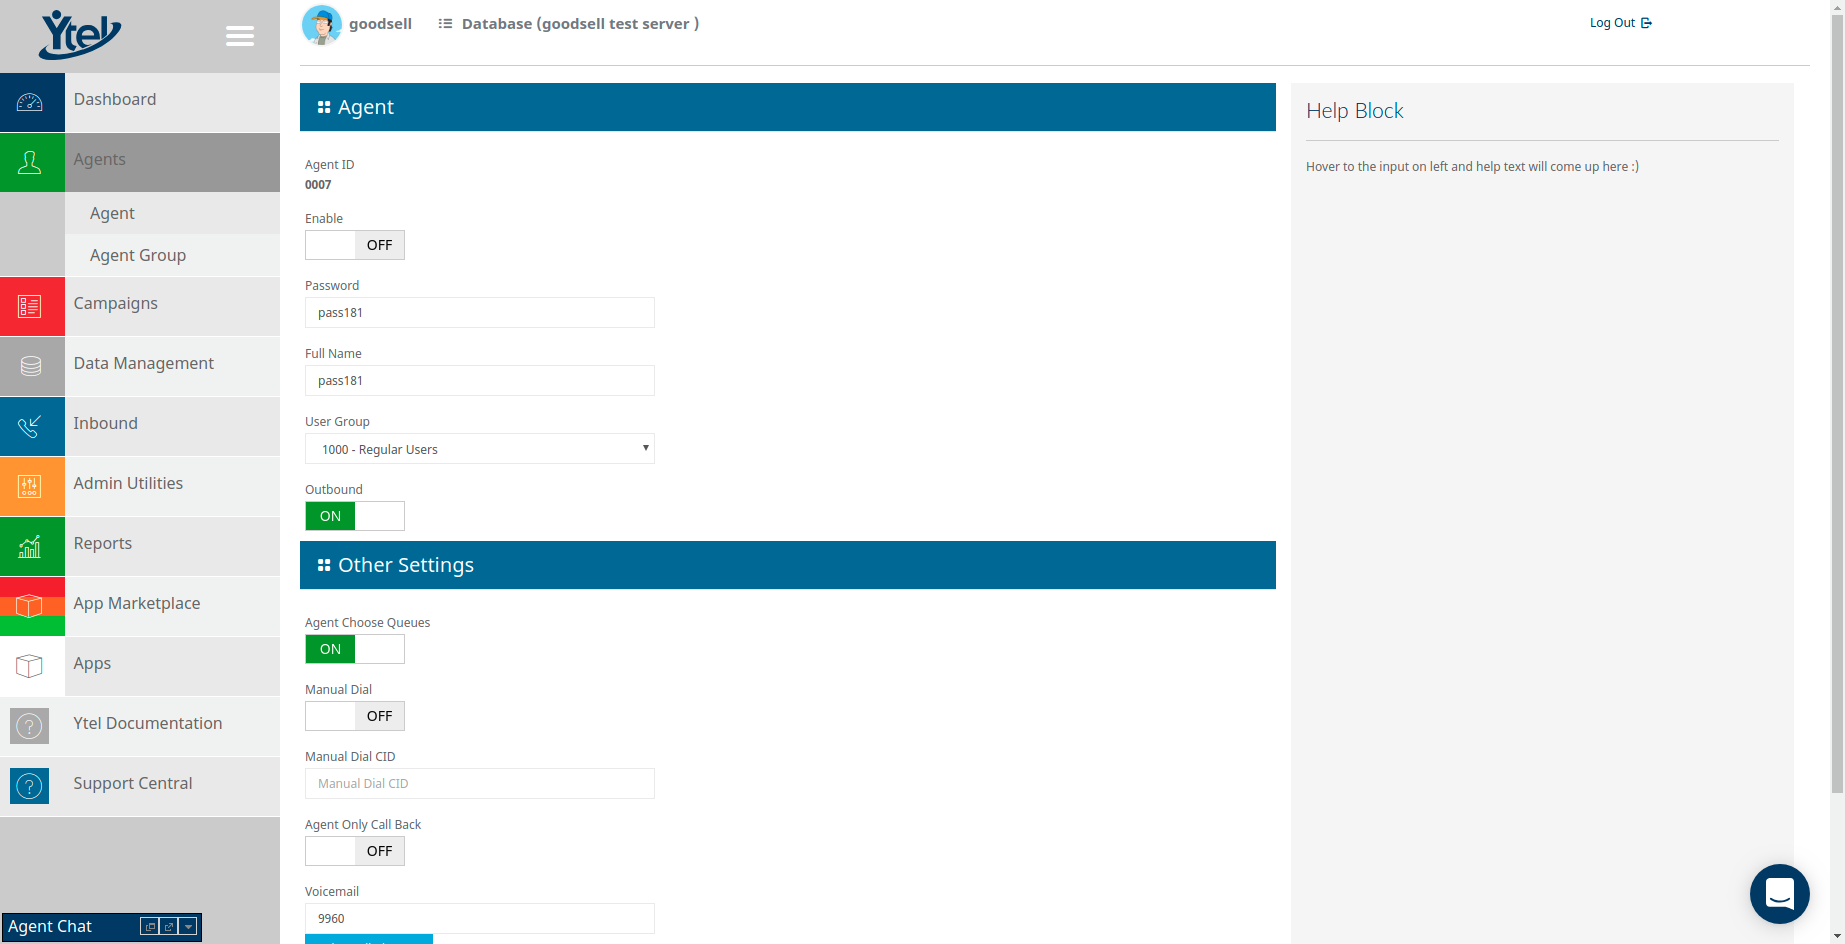 Ytel
goodsell
Database (goodsell test server )
Log Out
Dashboard
Agents
Agent
Agent Group
Campaigns
Data Management
Inbound
Admin Utilities
Reports
App Marketplace
Apps
Ytel Documentation
Support Central
Agent Chat
Agent
Agent ID
0007
Enable
OFF
Password
pass181
Full Name
pass181
User Group
1000 - Regular Users
Outbound
ON
Other Settings
Agent Choose Queues
ON
Manual Dial
OFF
Manual Dial CID
Manual Dial CID
Agent Only Call Back
OFF
Voicemail
9960
Help Block
Hover to the input on left and help text will come up here :)